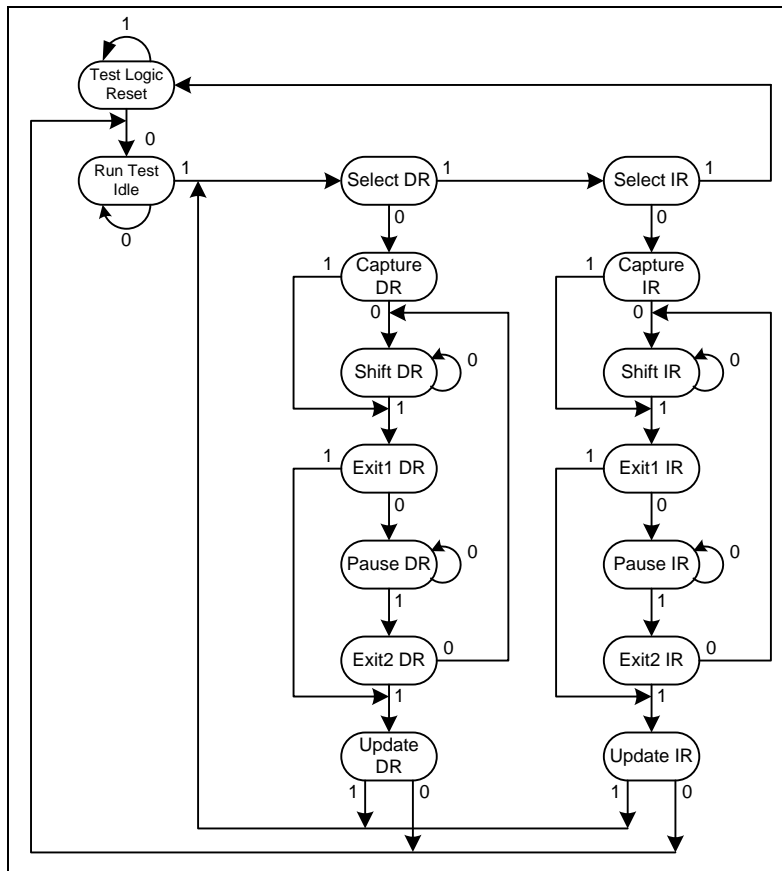 1
Test Logic
Reset
0
Run Test
Idle
1
0
Select DR
1
Select IR
1
0
0
1
Capture
DR
1
Capture
IR
0
0
Shift DR
0
Shift IR
0
1
1
1
Exit1 DR
1
Exit1 IR
0
0
Pause DR
0
Pause IR
0
1
1
Exit2 DR
0
Exit2 IR
0
1
1
Update
DR
Update IR
1
0
1
0